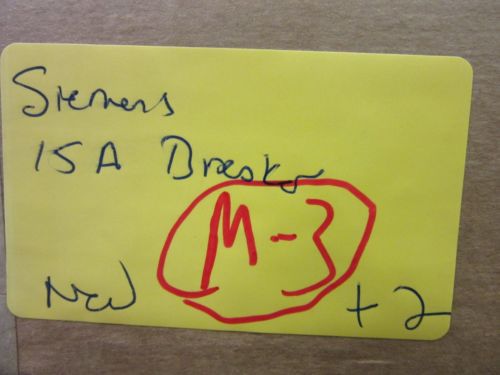 Siemens
15A Breaker
M-3
New +2